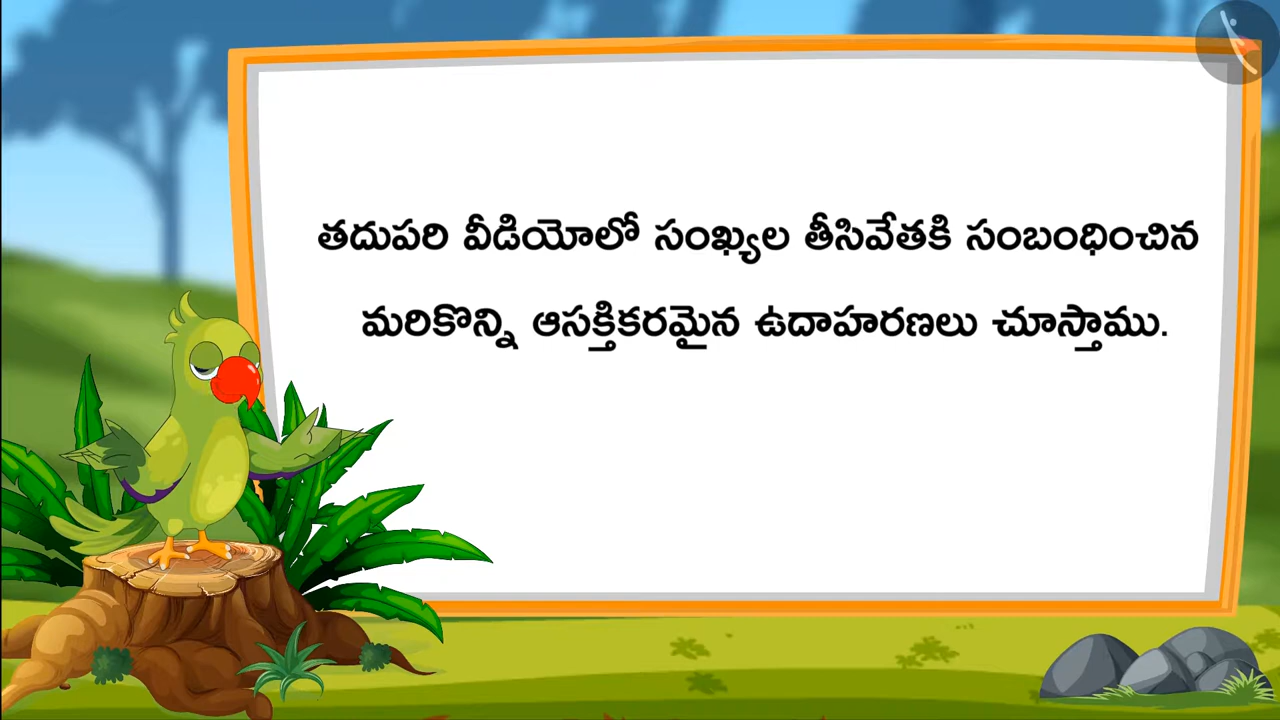 తదుపరి వీడియోలో సంఖ్యల తీసివేతకి సంబంధించిన
మరికొన్ని ఆసక్తికరమైన ఉదాహరణలు చూస్తాము.